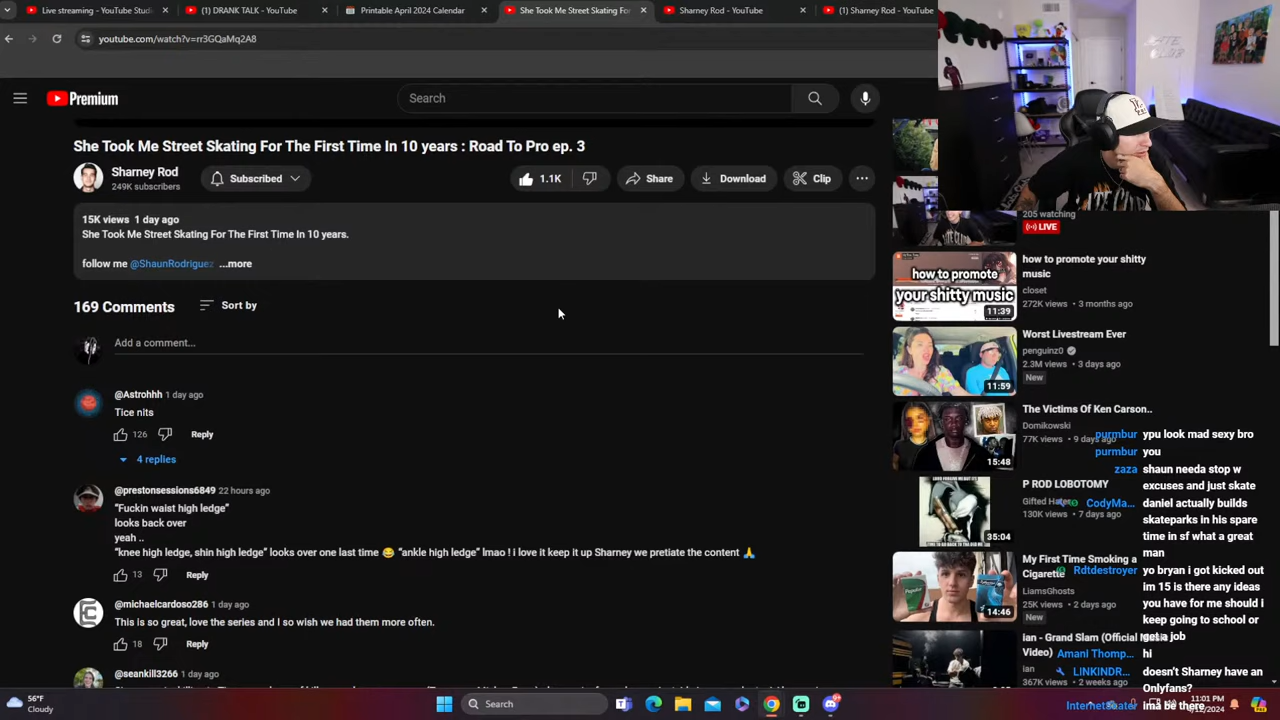 Live streaming - YouTube Studi
(1) DRANK TALK - YouTube
Printable April 2024 Calendar
She Took Me Street Skating Fo
Sharney Rod - YouTube
(1) Sharney Rod - YouTube
youtube.com/watch?v=rr3GQaMq2A8
Premium
Search
She Took Me Street Skating For The First Time In 10 years : Road To Pro ep. 3
Sharney Rod
249K subscribers
Subscribed
1.1K
Share
Download
Clip
15K views 1 day ago
She Took Me Street Skating For The First Time In 10 years.
follow me @ShaunRodriguez ...more
169 Comments
Sort by
Add a comment...
@Astrohhh 1 day ago
Tice nits
126
Reply
4 replies
@prestonsessions6849 22 hours ago
"Fuckin waist high ledge"
looks back over
yeah ..
"knee high ledge, shin high ledge"
looks over one last time 😂 "ankle high ledge" lmao ! i love it keep it up Sharney we pretiate the content 🙏
13
Reply
@michaelcardoso286 1 day ago
This is so great, love the series and I so wish we had them more often.
18
Reply
@seankill3266 1 day ago
205 watching
LIVE
how to promote
your shitty music
11:39
how to promote your shitty
music
closet
272K views • 3 months ago
11:59
Worst Livestream Ever
penguinz0
2.3M views • 3 days ago
New
15:48
The Victims Of Ken Carson..
Domikowski
77K views • 9 days ago
35:04
P ROD LOBOTOMY
Gifted Hater
130K views • 7 days ago
14:46
My First Time Smoking a
Cigarette
LiamsGhosts
25K views • 2 days ago
New
ian - Grand Slam (Official Music
Video)
ian
367K views • 2 weeks ago
purmbur ypu look mad sexy bro
purmbur you
zaza shaun needa stop w
excuses and just skate
CodyMa... daniel actually builds
skateparks in his spare
time in sf what a great
man
Rdtdestroyer yo bryan i got kicked out
im 15 is there any ideas
you have for me should i
keep going to school or
get a job
Amani Thomp... hi
LINKINDR... doesn't Sharney have an
Onlyfans?
InternetSeater ima be there
56°F
Cloudy
Search
11:01 PM